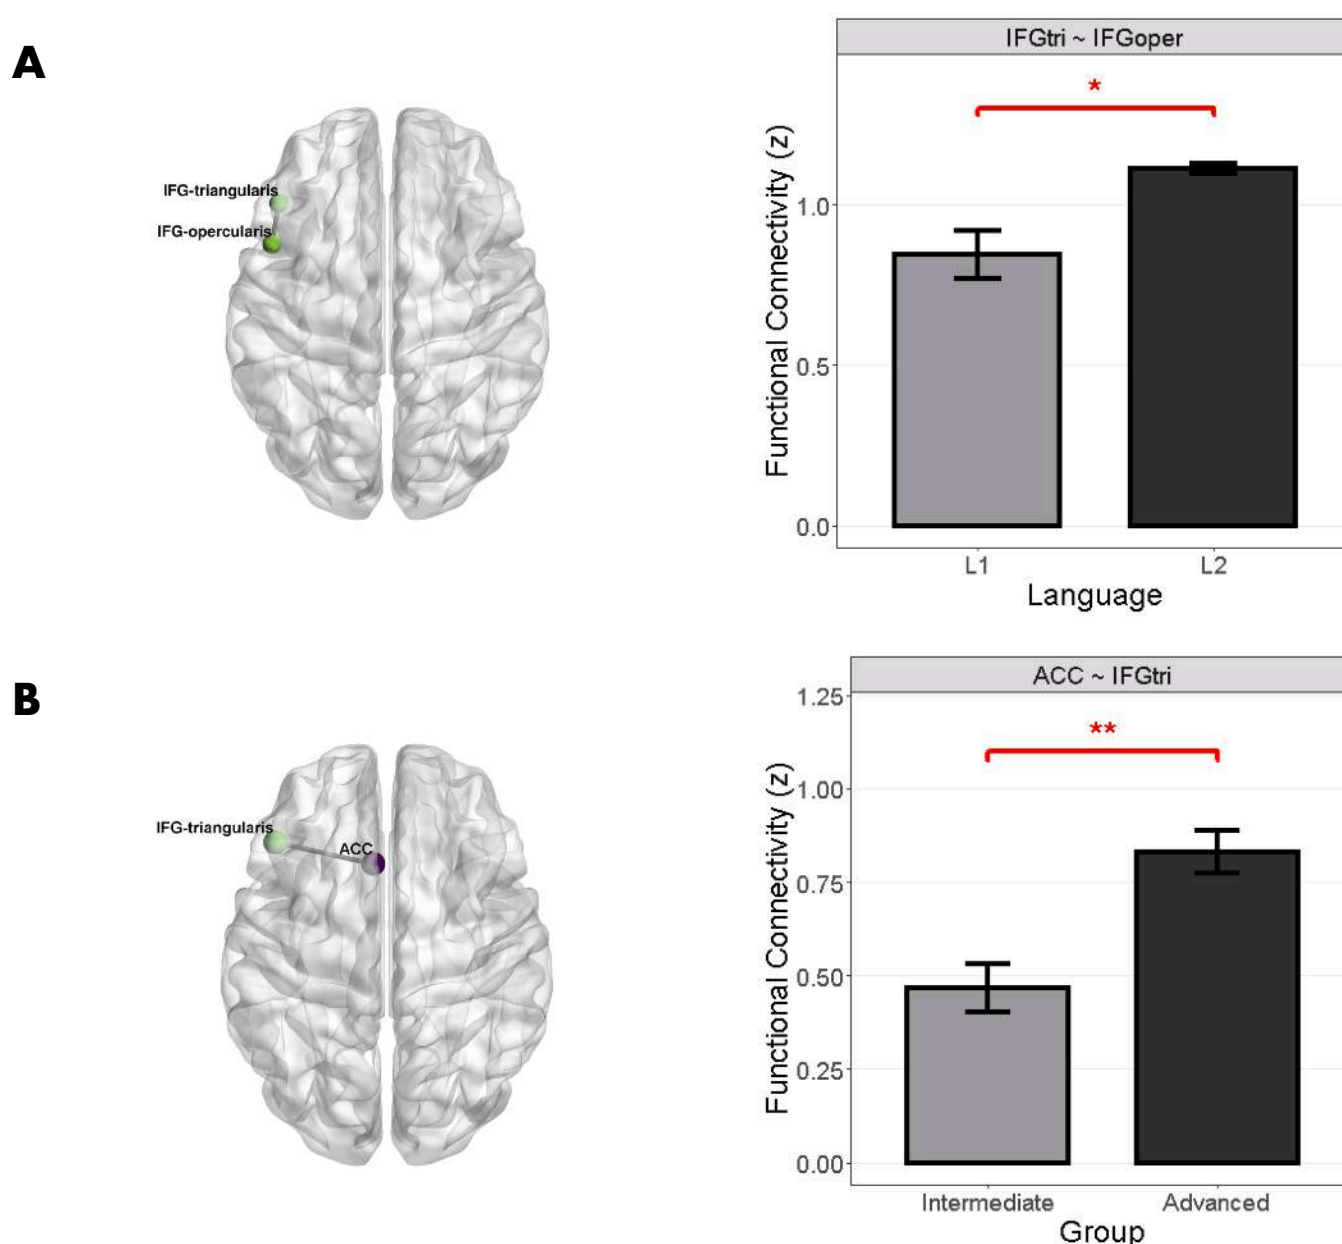 A
IFG-triangularis
IFG-opercularis
IFGtri ~ IFGoper
*
Functional Connectivity (z)
1.0
0.5
0.0
L1
L2
Language
B
IFG-triangularis
ACC
ACC ~ IFGtri
**
Functional Connectivity (z)
1.25
1.00
0.75
0.50
0.25
0.00
Intermediate
Advanced
Group